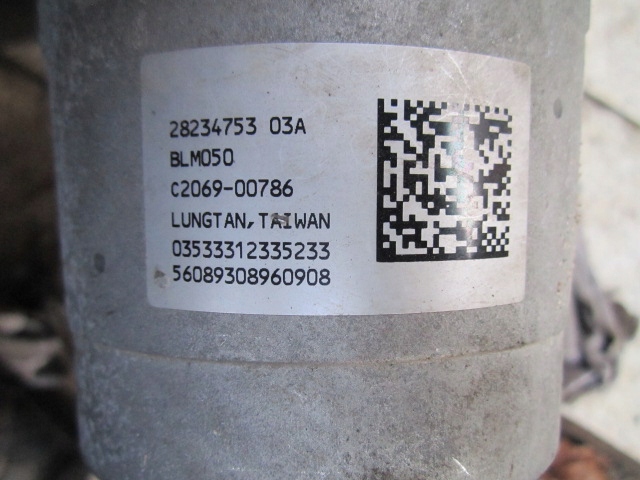 28234753 03A
BLM050
C2069-00786
LUNGTAN,TAIWAN
03533312335233
56089308960908